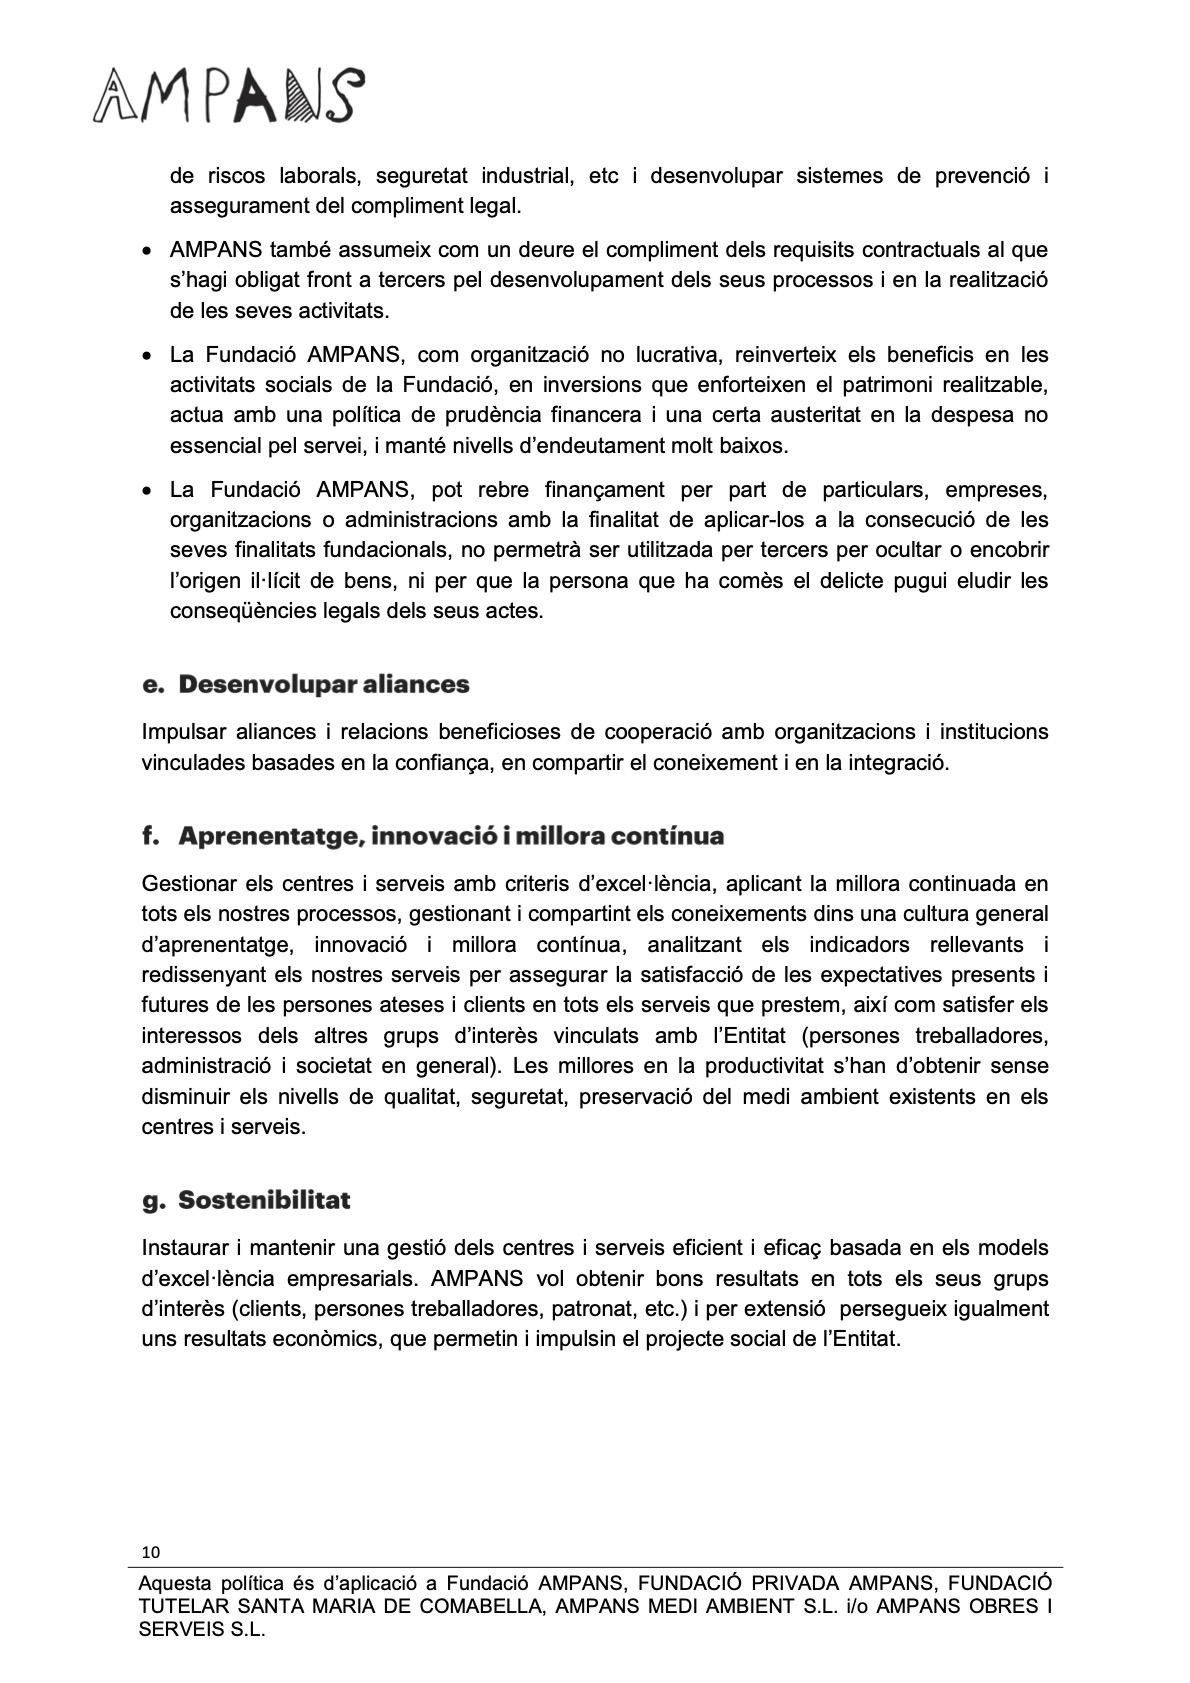 AMPANS
de riscos laborals, seguretat industrial, etc i desenvolupar sistemes de prevenció i
assegurament del compliment legal.
• AMPANS també assumeix com un deure el compliment dels requisits contractuals al que
s’hagi obligat front a tercers pel desenvolupament dels seus processos i en la realització
de les seves activitats.
• La Fundació AMPANS, com organització no lucrativa, reinverteix els beneficis en les
activitats socials de la Fundació, en inversions que enforteixen el patrimoni realitzable,
actua amb una política de prudència financera i una certa austeritat en la despesa no
essencial pel servei, i manté nivells d’endeutament molt baixos.
• La Fundació AMPANS, pot rebre finançament per part de particulars, empreses,
organitzacions o administracions amb la finalitat de aplicar-los a la consecució de les
seves finalitats fundacionals, no permetrà ser utilitzada per tercers per ocultar o encobrir
l’origen il·lícit de bens, ni per que la persona que ha comès el delicte pugui eludir les
conseqüències legals dels seus actes.
e. Desenvolupar aliances
Impulsar aliances i relacions beneficioses de cooperació amb organitzacions i institucions
vinculades basades en la confiança, en compartir el coneixement i en la integració.
f. Aprenentatge, innovació i millora contínua
Gestionar els centres i serveis amb criteris d’excel·lència, aplicant la millora continuada en
tots els nostres processos, gestionant i compartint els coneixements dins una cultura general
d’aprenentatge, innovació i millora contínua, analitzant els indicadors rellevants i
redissenyant els nostres serveis per assegurar la satisfacció de les expectatives presents i
futures de les persones ateses i clients en tots els serveis que prestem, així com satisfer els
interessos dels altres grups d’interès vinculats amb l’Entitat (persones treballadores,
administració i societat en general). Les millores en la productivitat s’han d’obtenir sense
disminuir els nivells de qualitat, seguretat, preservació del medi ambient existents en els
centres i serveis.
g. Sostenibilitat
Instaurar i mantenir una gestió dels centres i serveis eficient i eficaç basada en els models
d’excel·lència empresarials. AMPANS vol obtenir bons resultats en tots els seus grups
d’interès (clients, persones treballadores, patronat, etc.) i per extensió persegueix igualment
uns resultats econòmics, que permetin i impulsin el projecte social de l’Entitat.
10
Aquesta política és d’aplicació a Fundació AMPANS, FUNDACIÓ PRIVADA AMPANS, FUNDACIÓ
TUTELAR SANTA MARIA DE COMABELLA, AMPANS MEDI AMBIENT S.L. i/o AMPANS OBRES I
SERVEIS S.L.